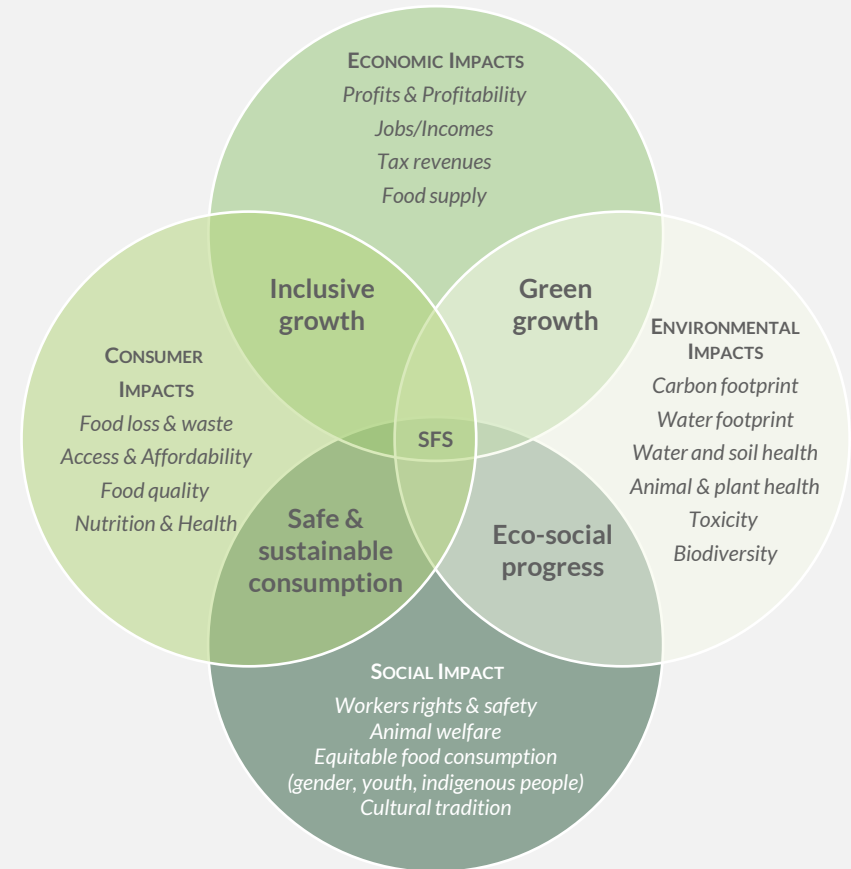 ECONOMIC IMPACTS
Profits & Profitability
Jobs/Incomes
Tax revenues
Food supply
Inclusive
growth
Green
growth
CONSUMER
IMPACTS
Food loss & waste
Access & Affordability
Food quality
Nutrition & Health
ENVIRONMENTAL
IMPACTS
Carbon footprint
Water footprint
Water and soil health
Animal & plant health
Toxicity
Biodiversity
SFS
Safe &
sustainable
consumption
Eco-social
progress
SOCIAL IMPACT
Workers rights & safety
Animal welfare
Equitable food consumption
(gender, youth, indigenous people)
Cultural tradition